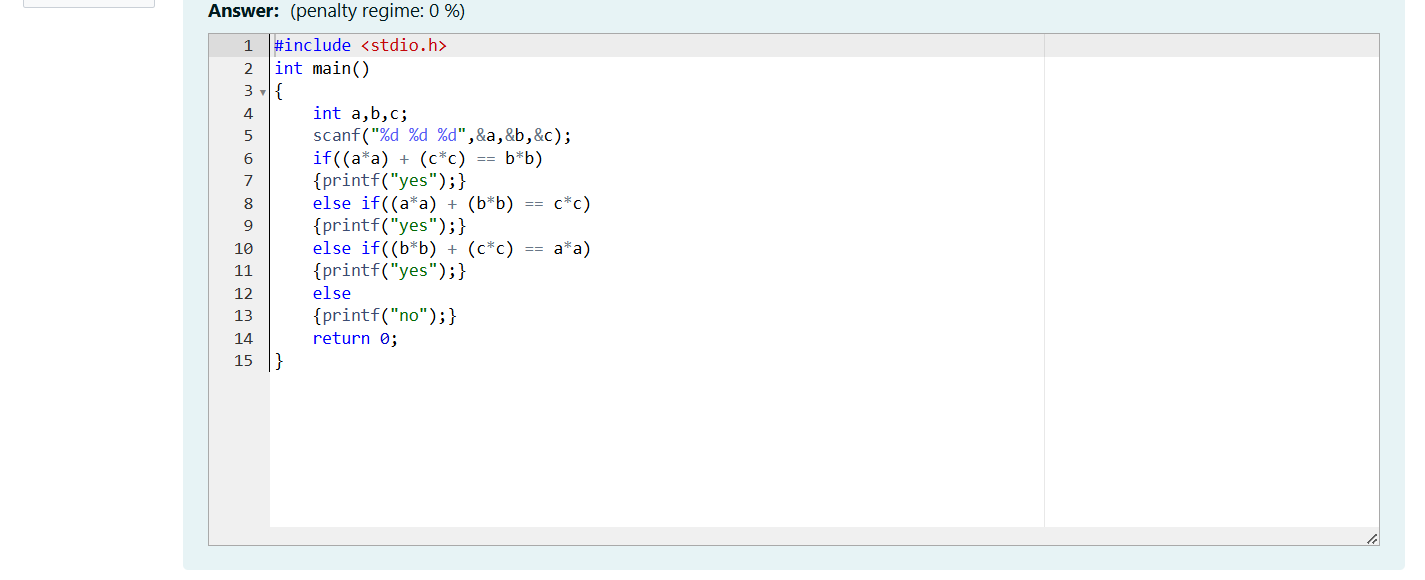 Answer: (penalty regime: 0 %)
1 #include <stdio.h>
2 int main()
3 {
4     int a,b,c;
5     scanf("%d %d %d",&a,&b,&c);
6     if((a*a) + (c*c) == b*b)
7     {printf("yes");}
8     else if((a*a) + (b*b) == c*c)
9     {printf("yes");}
10     else if((b*b) + (c*c) == a*a)
11     {printf("yes");}
12     else
13     {printf("no");}
14     return 0;
15 }